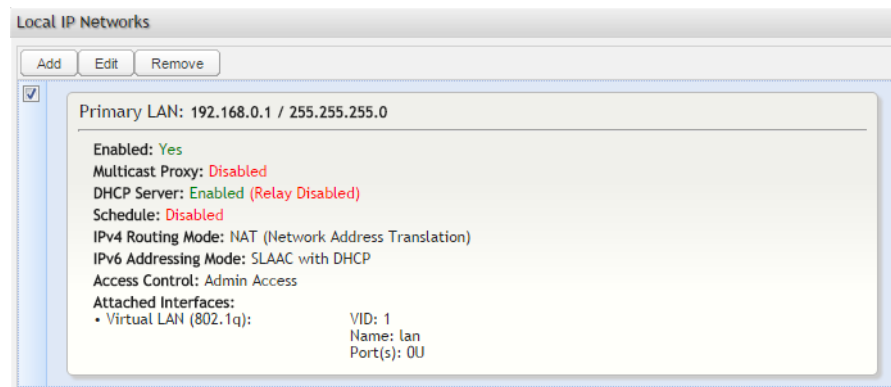 Local IP Networks
Add Edit Remove
Primary LAN: 192.168.0.1 / 255.255.255.0
Enabled: Yes
Multicast Proxy: Disabled
DHCP Server: Enabled (Relay Disabled)
Schedule: Disabled
IPv4 Routing Mode: NAT (Network Address Translation)
IPv6 Addressing Mode: SLAAC with DHCP
Access Control: Admin Access
Attached Interfaces:
• Virtual LAN (802.1q): VID: 1
Name: lan
Port(s): 0U